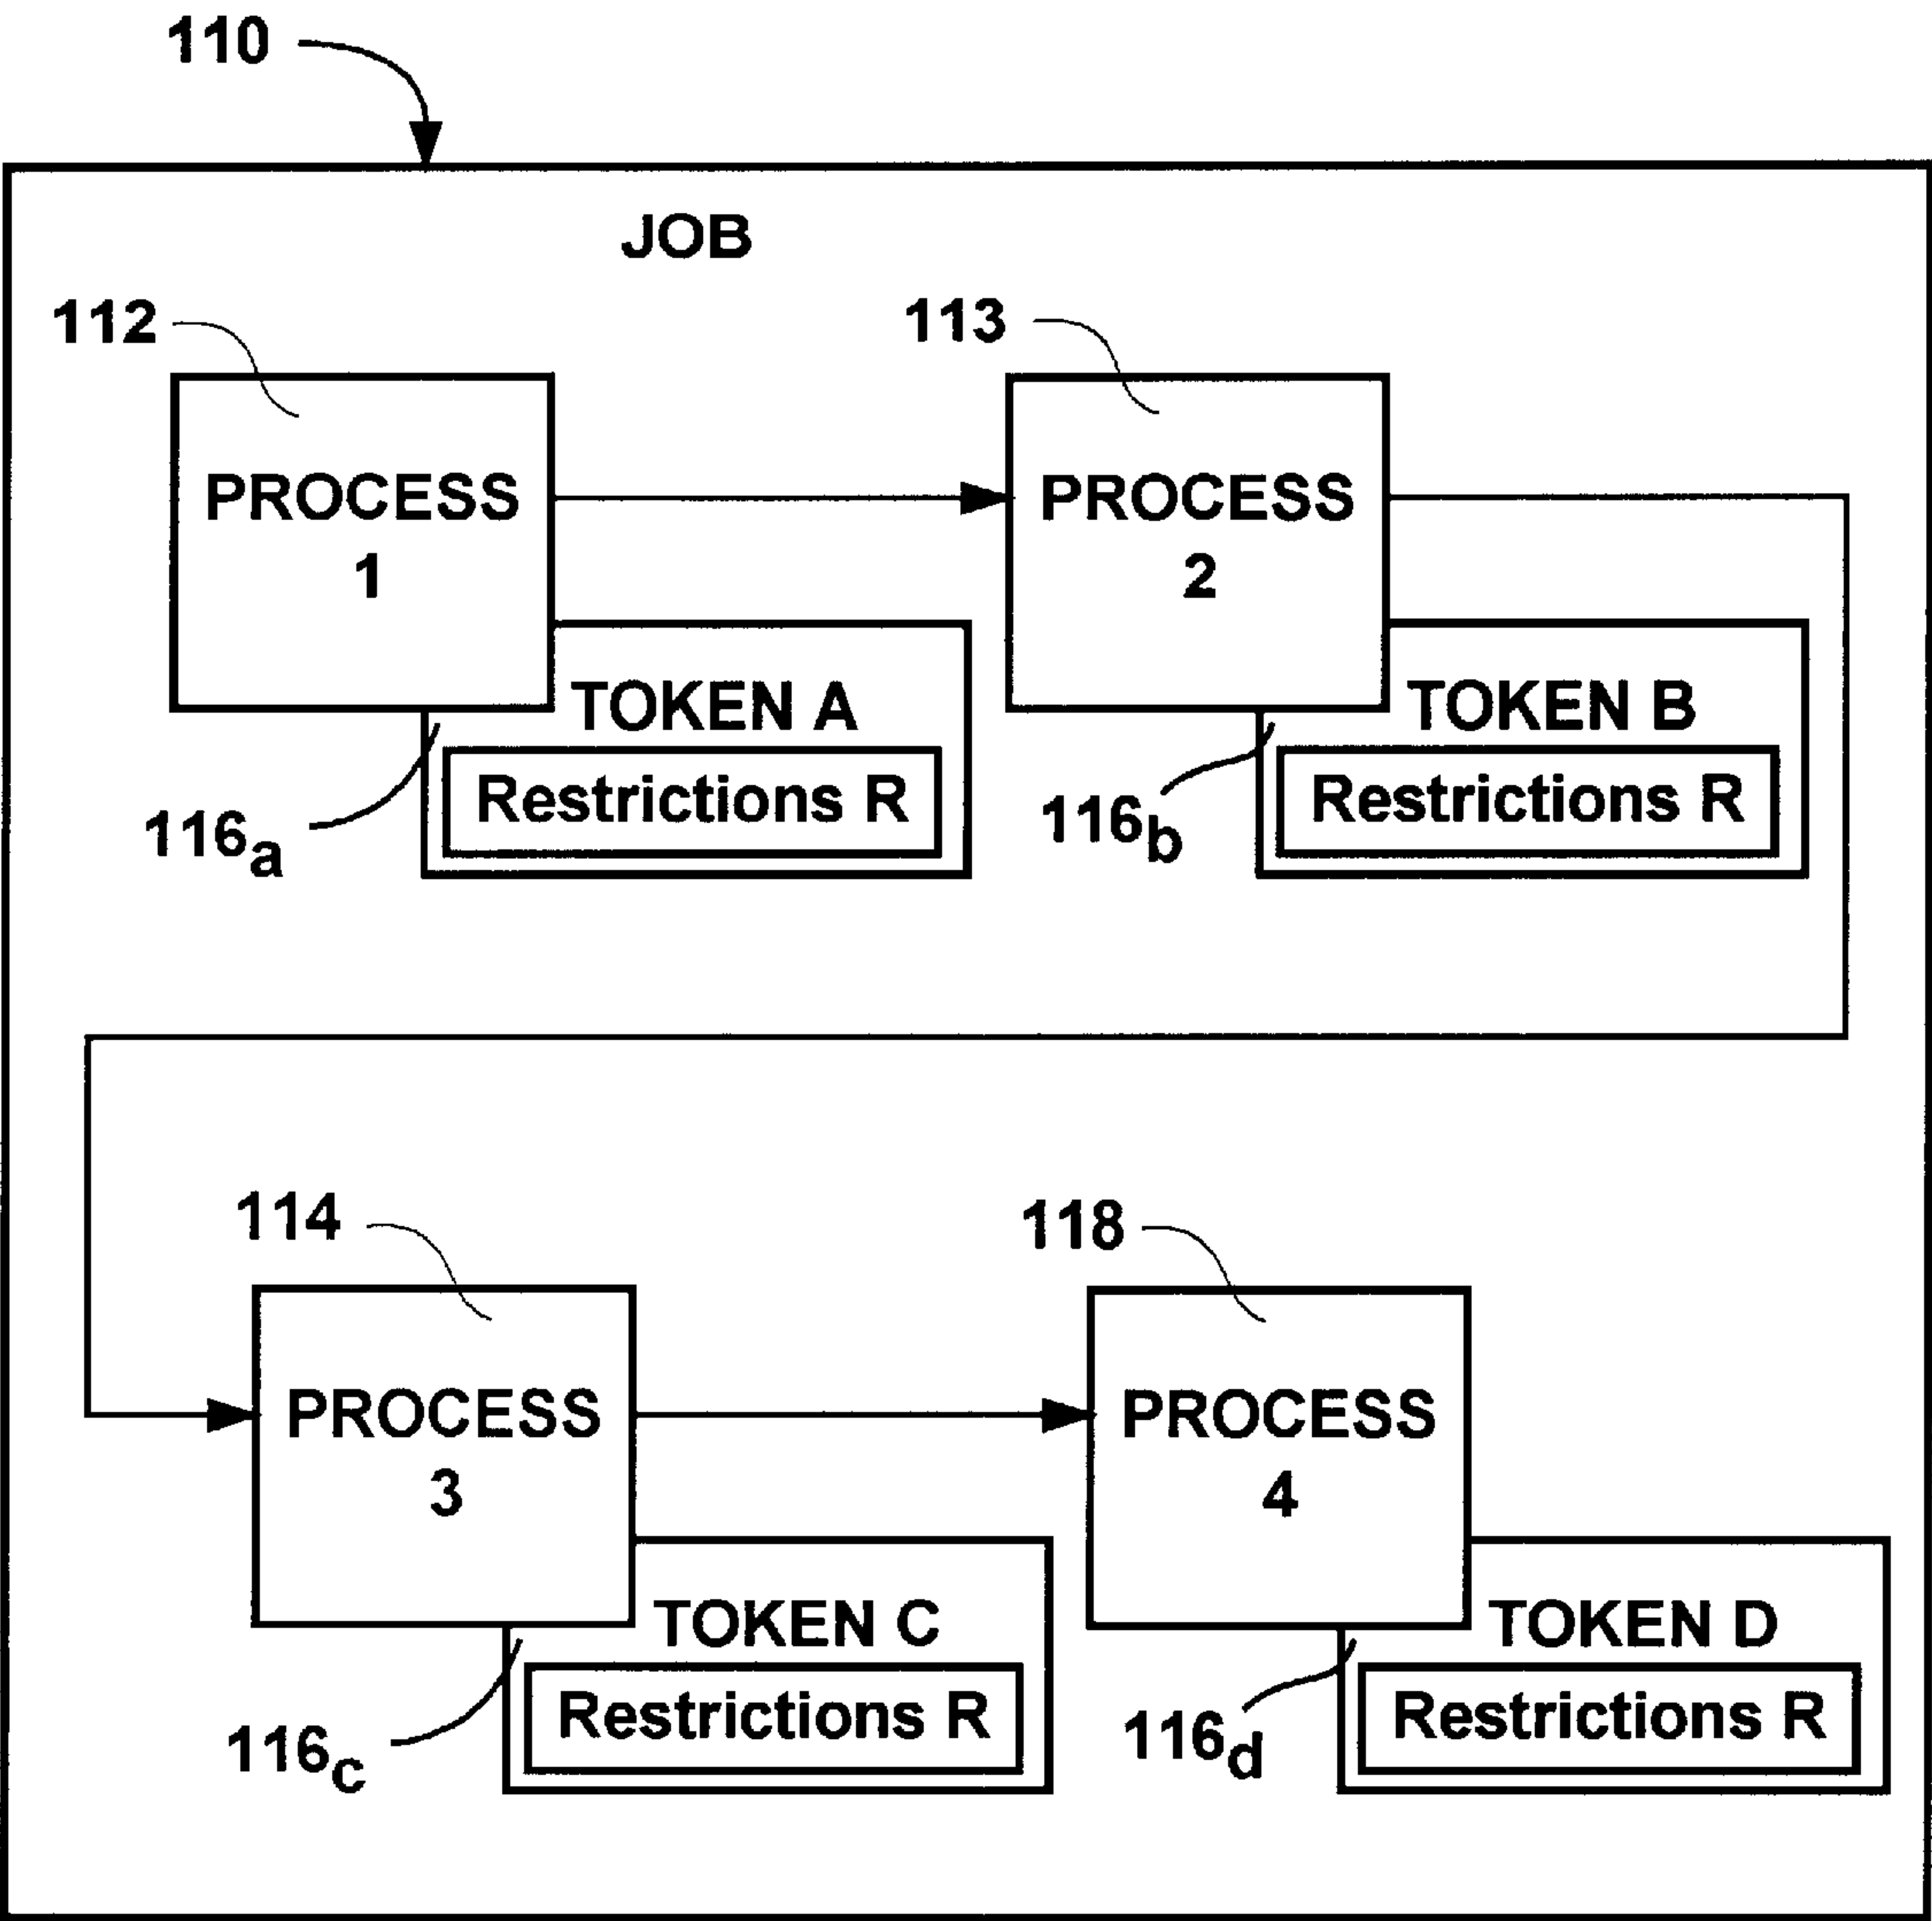 110
JOB
112
113
PROCESS
1
PROCESS
2
TOKEN A
Restrictions R
116a
TOKEN B
Restrictions R
116b
114
118
PROCESS
3
PROCESS
4
TOKEN C
Restrictions R
116c
TOKEN D
Restrictions R
116d